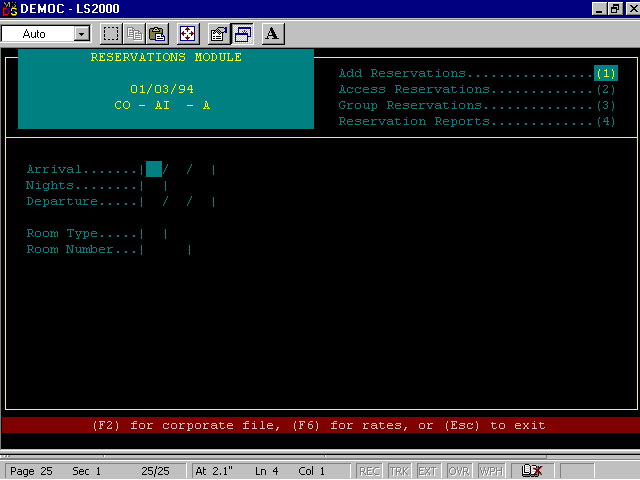 DEMOC - LS2000
Auto
A
RESERVATIONS MODULE
01/03/94
CO - AI - A
Add Reservations................(1)
Access Reservations.............(2)
Group Reservations..............(3)
Reservation Reports.............(4)
Arrival.......| / / |
Nights........| |
Departure.....| / / |
Room Type.....| |
Room Number...| |
(F2) for corporate file, (F6) for rates, or (Esc) to exit
Page 25 Sec 1 25/25 At 2.1" Ln 4 Col 1 REC TRK EXT OVR WPH